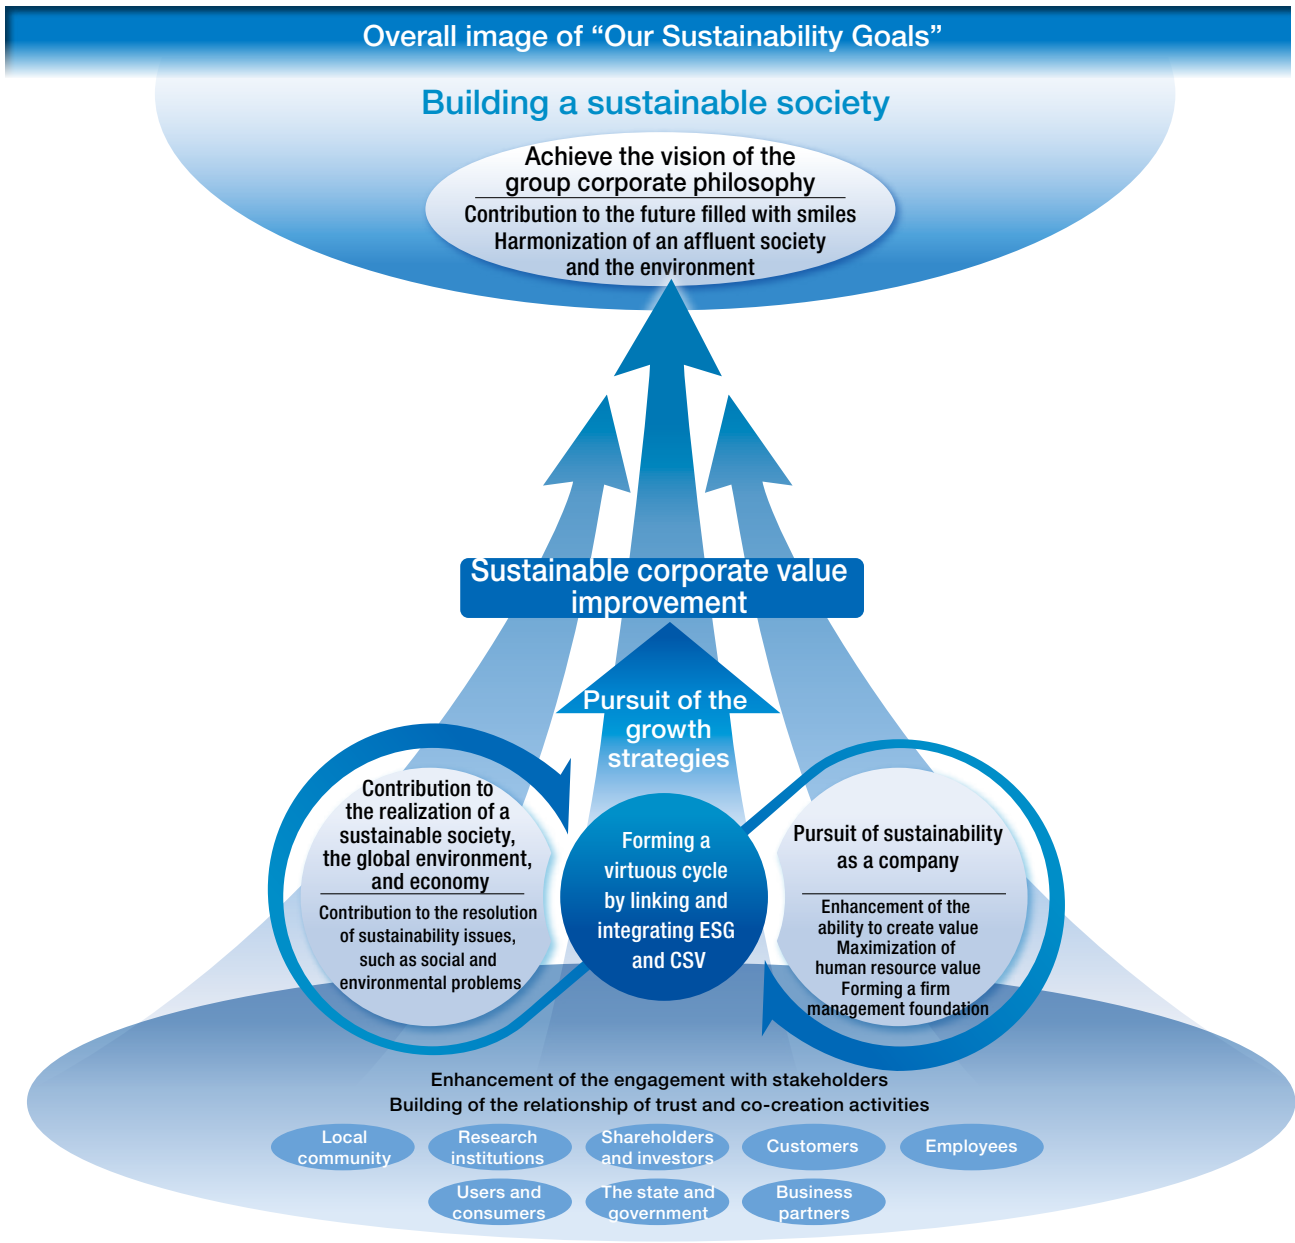 Overall image of “Our Sustainability Goals”
Building a sustainable society
Achieve the vision of the
group corporate philosophy
Contribution to the future filled with smiles
Harmonization of an affluent society
and the environment
Sustainable corporate value
improvement
Pursuit of the
growth
strategies
Contribution to
the realization of a
sustainable society,
the global environment,
and economy
Contribution to the resolution
of sustainability issues,
such as social and
environmental problems
Forming a
virtuous cycle
by linking and
integrating ESG
and CSV
Pursuit of sustainability
as a company
Enhancement of the
ability to create value
Maximization of
human resource value
Forming a firm
management foundation
Enhancement of the engagement with stakeholders
Building of the relationship of trust and co-creation activities
Local
community
Research
institutions
Shareholders
and investors
Customers
Employees
Users and
consumers
The state and
government
Business
partners